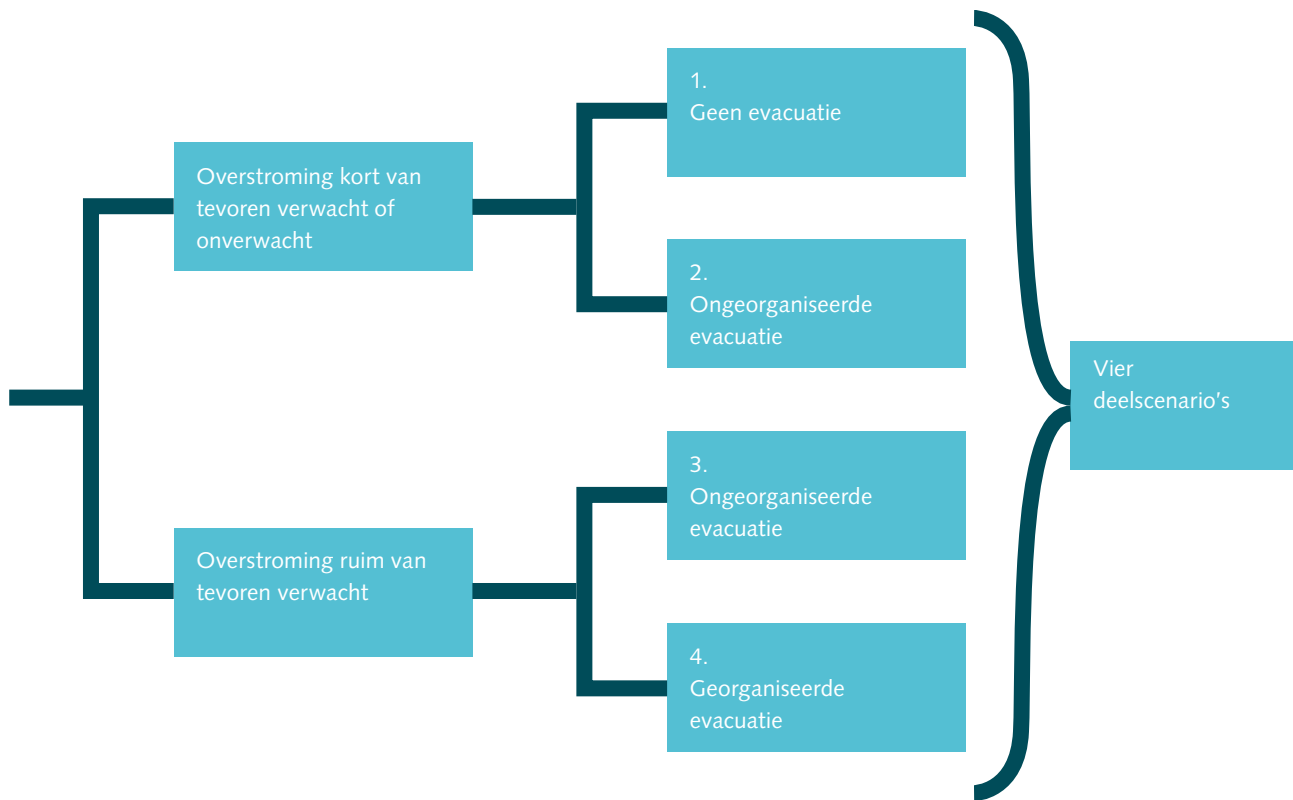 1.
Geen evacuatie
Overstroming kort van
tevoren verwacht of
onverwacht
2.
Ongeorganiseerde
evacuatie
Vier
deelscenario's
3.
Ongeorganiseerde
evacuatie
Overstroming ruim van
tevoren verwacht
4.
Georganiseerde
evacuatie